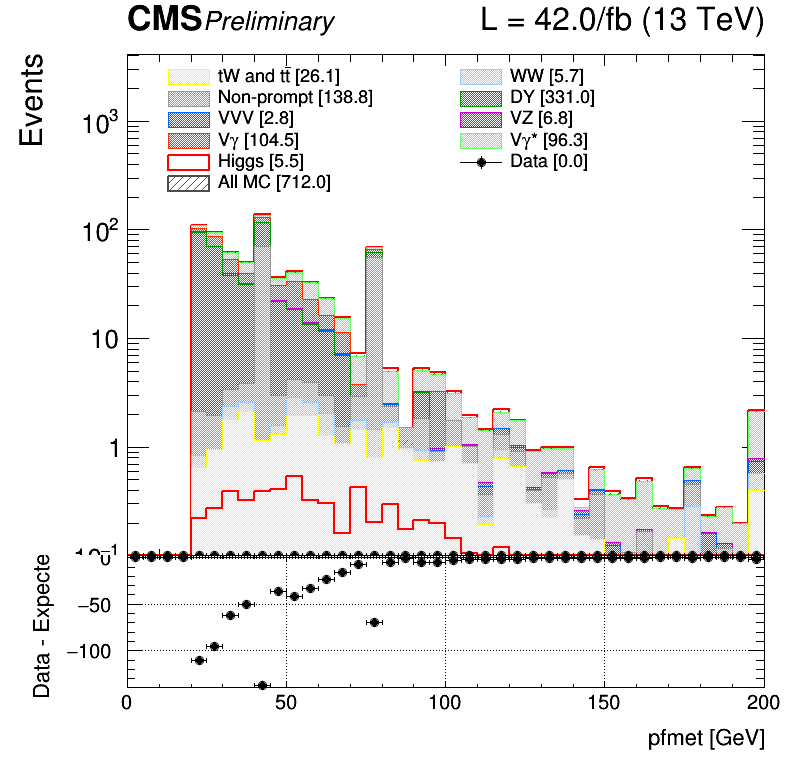 CMS Preliminary L = 42.0/fb (13 TeV)
Events
tW and tt̄ [26.1] WW [5.7]
Non-prompt [138.8] DY [331.0]
VVV [2.8] VZ [6.8]
Vγ [104.5] Vγ* [96.3]
Higgs [5.5] Data [0.0]
All MC [712.0]
10³
10²
10
1
Data - Expecte
−50
−100
0 50 100 150 200
pfmet [GeV]